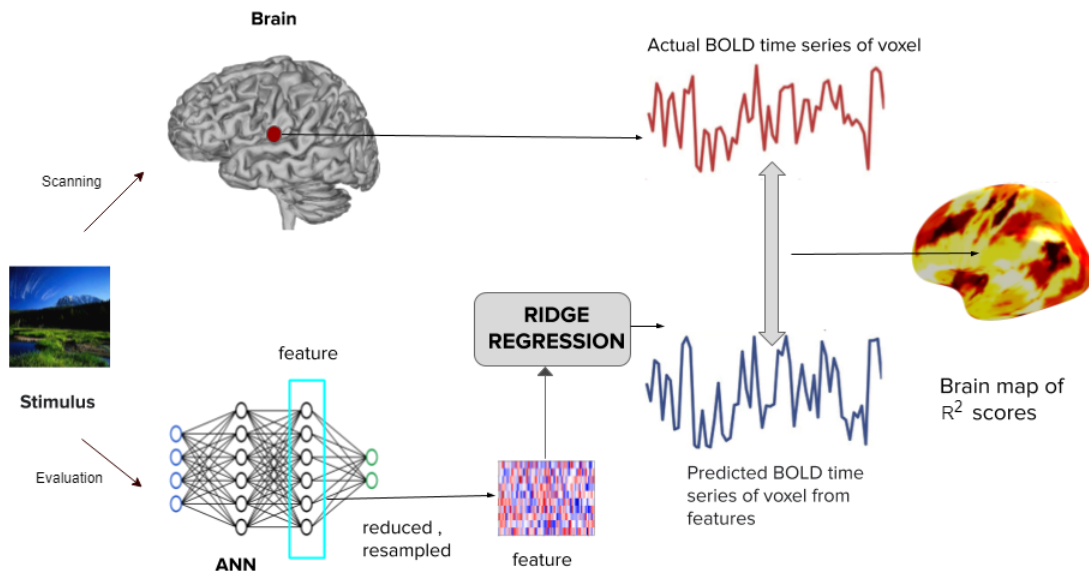 Brain
Actual BOLD time series of voxel
Scanning
RIDGE
REGRESSION
feature
Stimulus
Evaluation
Brain map of
R² scores
Predicted BOLD time
series of voxel from
features
reduced ,
resampled
feature
ANN